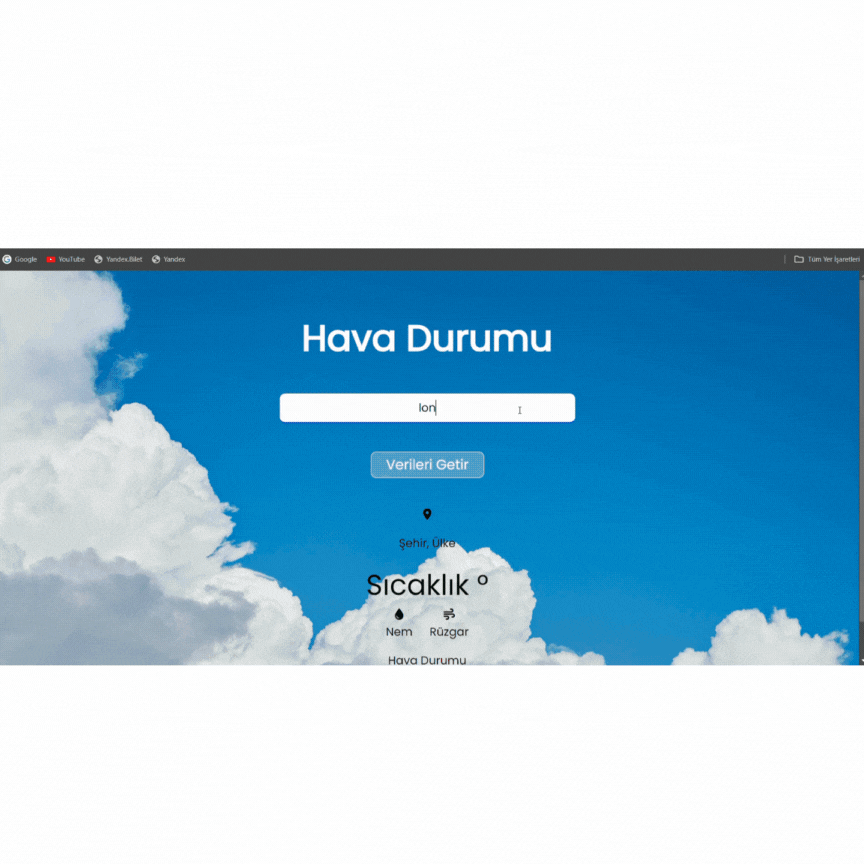 Google YouTube Yandex.Bilet Yandex Tüm Yer İşaretleri
Hava Durumu
lon
Verileri Getir
Şehir, Ülke
Sıcaklık °
Nem Rüzgar
Hava Durumu